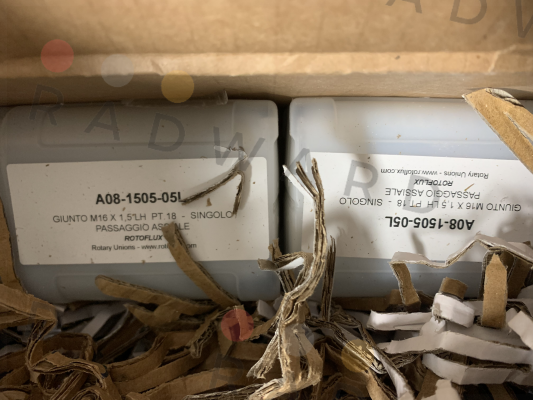 A08-1505-05L
GIUNTO M16 X 1,5"LH PT 18 - SINGOLO
PASSAGGIO ASSIALE
ROTOFLUX
Rotary Unions - www.rotoflux.com
A08-1505-05L
GIUNTO M16 X 1,5"LH PT 18 - SINGOLO
PASSAGGIO ASSIALE
ROTOFLUX
Rotary Unions - www.rotoflux.com
RADWARE
RADWARE